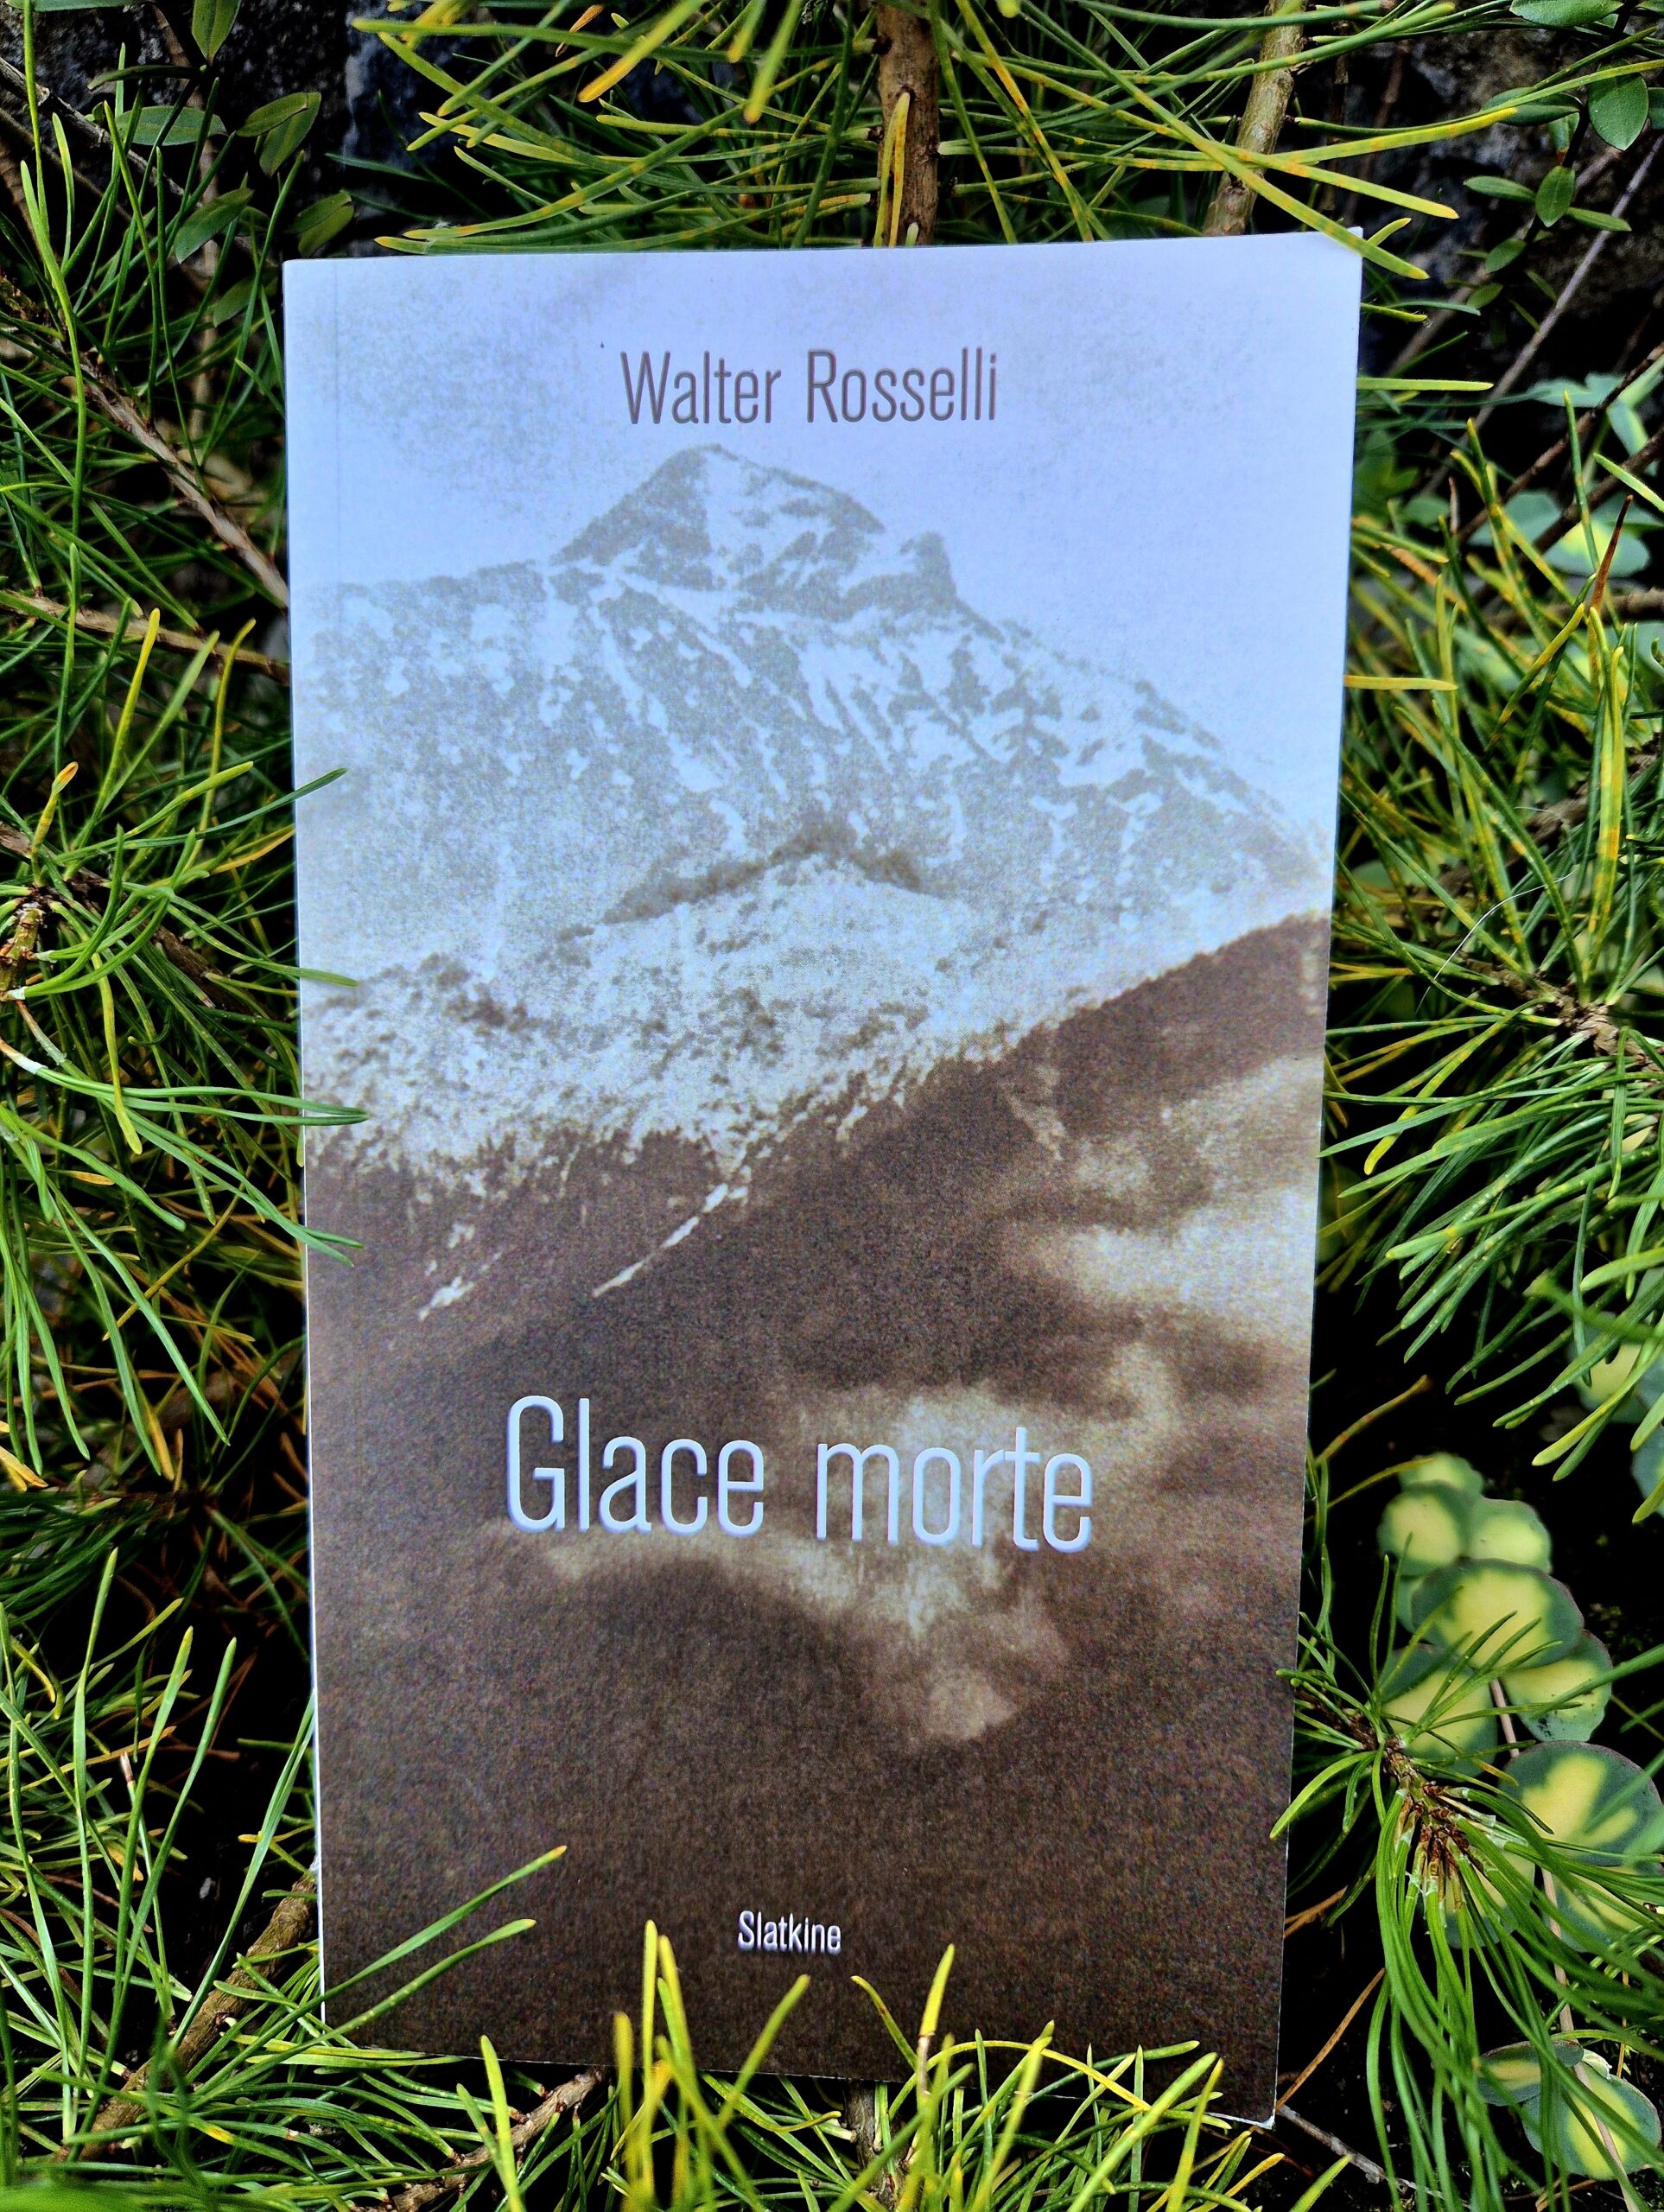 Walter Rosselli
Glace morte
Slatkine